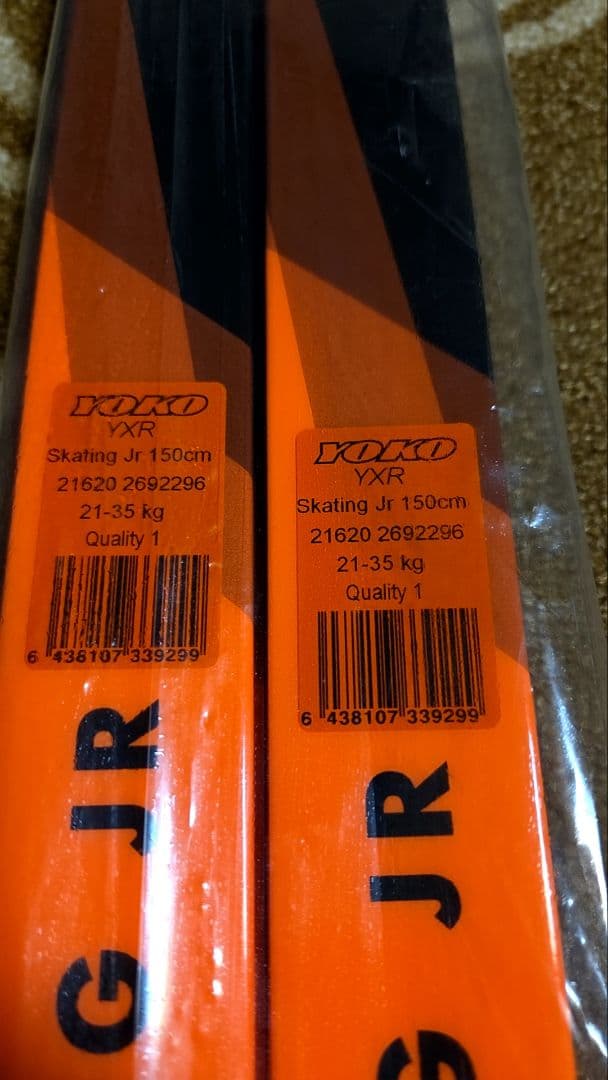 YOKO
YXR
Skating Jr 150cm
21620 2692296
21-35 kg
Quality 1
6 438107 339299
G JR
YOKO
YXR
Skating Jr 150cm
21620 2692296
21-35 kg
Quality 1
6 438107 339299
G JR